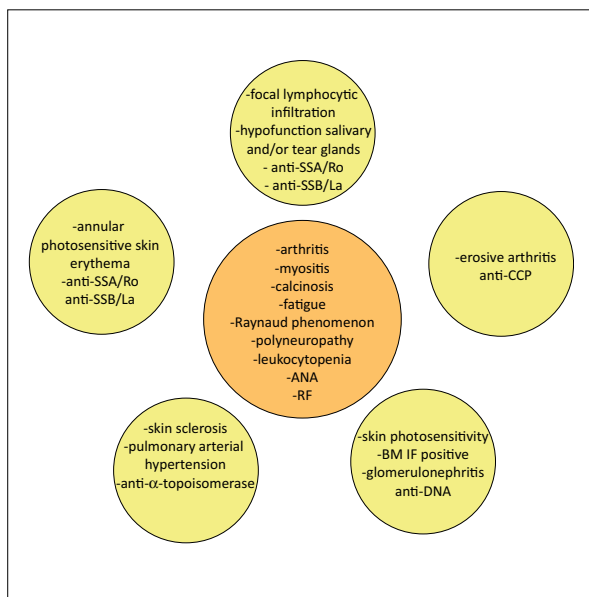 -focal lymphocytic
infiltration
-hypofunction salivary
and/or tear glands
- anti-SSA/Ro
- anti-SSB/La
-annular
photosensitive skin
erythema
-anti-SSA/Ro
anti-SSB/La
-erosive arthritis
anti-CCP
-arthritis
-myositis
-calcinosis
-fatigue
-Raynaud phenomenon
-polyneuropathy
-leukocytopenia
-ANA
-RF
-skin sclerosis
-pulmonary arterial
hypertension
-anti-α-topoisomerase
-skin photosensitivity
-BM IF positive
-glomerulonephritis
anti-DNA